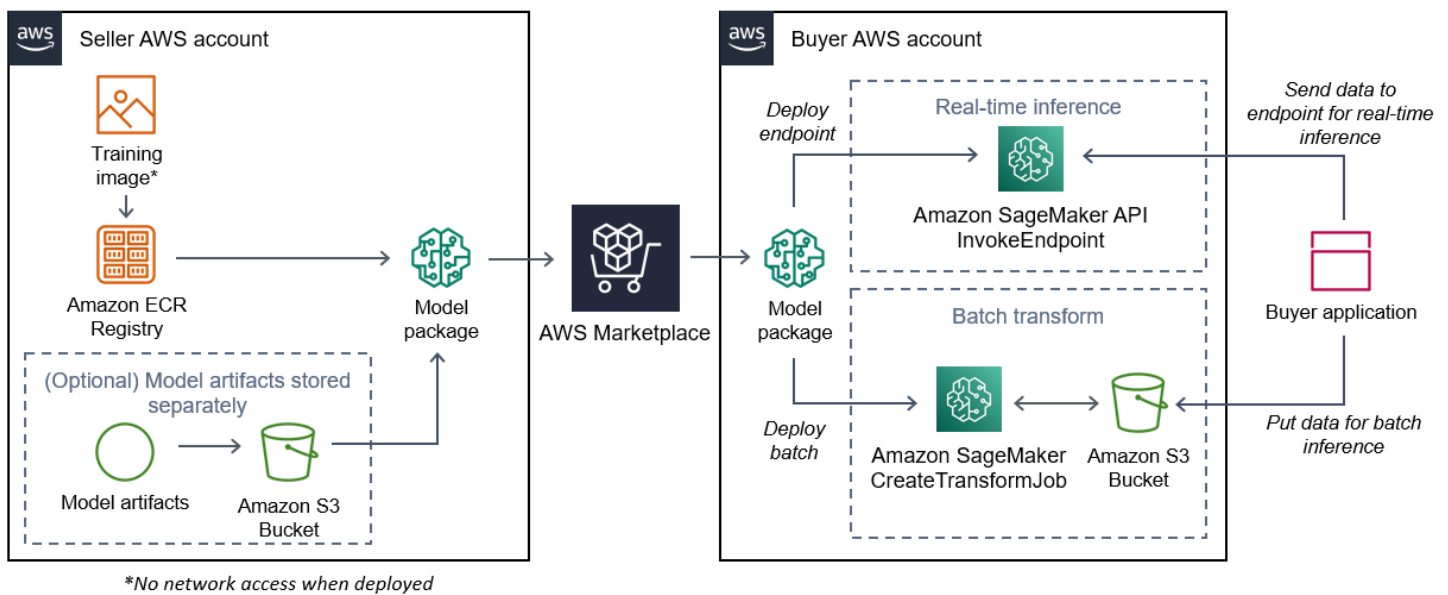 aws
Seller AWS account
Training
image*
Amazon ECR
Registry
(Optional) Model artifacts stored
separately
Model artifacts
Amazon S3
Bucket
Model
package
*No network access when deployed
AWS Marketplace
aws
Buyer AWS account
Deploy
endpoint
Model
package
Deploy
batch
Real-time inference
Amazon SageMaker API
InvokeEndpoint
Batch transform
Amazon SageMaker
CreateTransformJob
Amazon S3
Bucket
Send data to
endpoint for real-time
inference
Buyer application
Put data for batch
inference